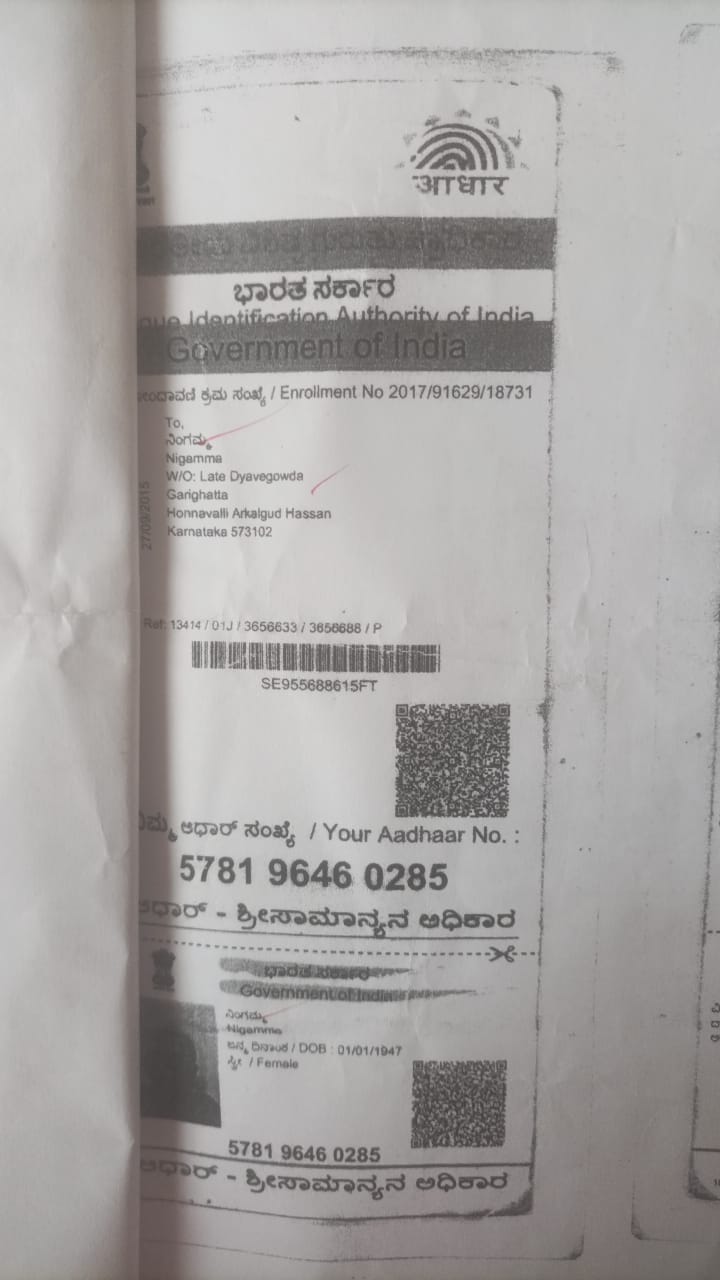 आधार
ಭಾರತ ಸರ್ಕಾರ
Identification Authority of India
Government of India
ಕ್ರಮ ಸಂಖ್ಯೆ / Enrollment No 2017/91629/18731
To,
ನಿಂಗಮ್ಮ
Nigamma
W/O: Late Dyavegowda
Garighatta
Honnavalli Arkalgud Hassan
Karnataka 573102
27/09/2015
Ref: 13414 / 01J / 3656633 / 3656688 / P
SE955688615FT
ಆಧಾರ್ ಸಂಖ್ಯೆ / Your Aadhaar No. :
5781 9646 0285
ಆಧಾರ್ - ಶ್ರೀಸಾಮಾನ್ಯನ ಅಧಿಕಾರ
ಭಾರತ ಸರ್ಕಾರ
Government of India
ನಿಂಗಮ್ಮ
Nigamma
ಜನ್ಮ ದಿನಾಂಕ / DOB : 01/01/1947
ಸ್ತ್ರೀ / Female
5781 9646 0285
ಆಧಾರ್ - ಶ್ರೀಸಾಮಾನ್ಯನ ಅಧಿಕಾರ